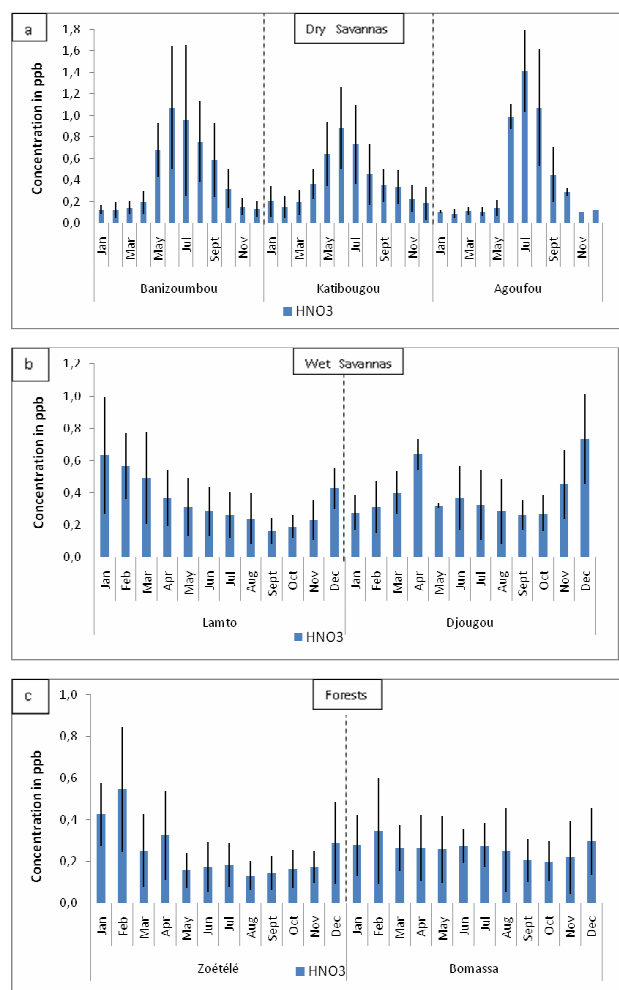 a
Dry Savannas
Concentration in ppb
1,8
1,6
1,4
1,2
1,0
0,8
0,6
0,4
0,2
0,0
Jan Mar May Jul Sept Nov Jan Mar May Jul Sept Nov Jan Mar May Jul Sept Nov
Banizoumbou Katibougou Agoufou
HNO3
b
Wet Savannas
Concentration in ppb
1,2
1,0
0,8
0,6
0,4
0,2
0,0
Jan Feb Mar Apr May Jun Jul Aug Sept Oct Nov Dec Jan Feb Mar Apr May Jun Jul Aug Sept Oct Nov Dec
Lamto Djougou
HNO3
c
Forests
Concentration in ppb
1,0
0,8
0,6
0,4
0,2
0,0
Jan Feb Mar Apr May Jun Jul Aug Sept Oct Nov Dec Jan Feb Mar Apr May Jun Jul Aug Sept Oct Nov Dec
Zoétélé HNO3 Bomassa